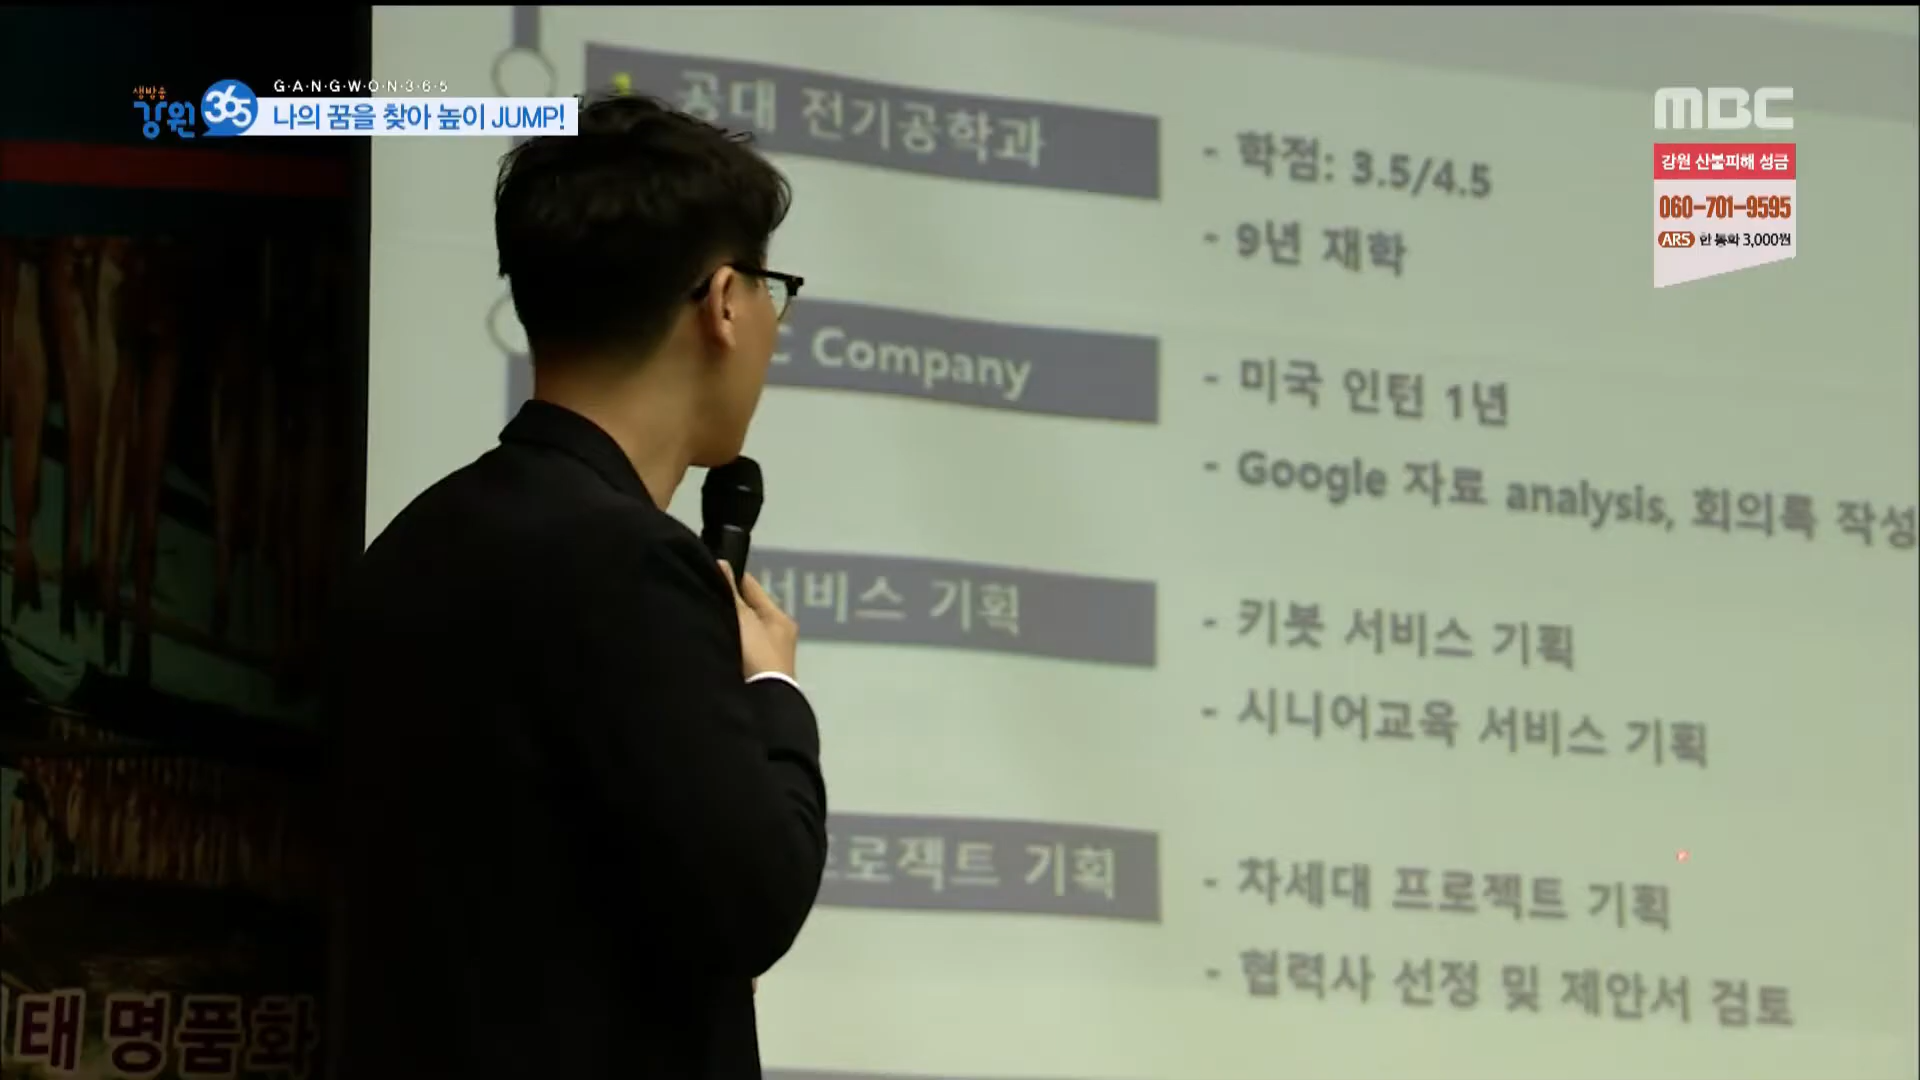 G·A·N·G·W·O·N·3·6·5
생방송
강원 365
나의 꿈을 찾아 높이 JUMP!
MBC
강원 산불피해 성금
060-701-9595
ARS 한 통화 3,000원
공대 전기공학과
- 학점: 3.5/4.5
- 9년 재학
Company
- 미국 인턴 1년
- Google 자료 analysis, 회의록 작성
서비스 기획
- 키봇 서비스 기획
- 시니어교육 서비스 기획
프로젝트 기획
- 차세대 프로젝트 기획
- 협력사 선정 및 제안서 검토
태 명품화